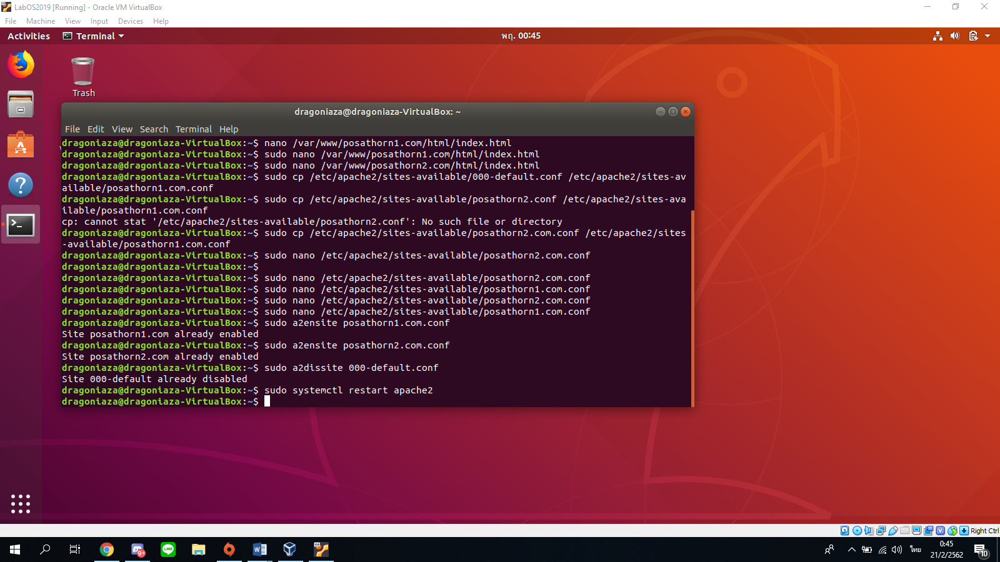 LabOS2019 [Running] - Oracle VM VirtualBox
File Machine View Input Devices Help
Activities Terminal พฤ. 00:45
Trash
dragoniaza@dragoniaza-VirtualBox: ~
File Edit View Search Terminal Help
dragoniaza@dragoniaza-VirtualBox:~$ nano /var/www/posathorn1.com/html/index.html
dragoniaza@dragoniaza-VirtualBox:~$ sudo nano /var/www/posathorn1.com/html/index.html
dragoniaza@dragoniaza-VirtualBox:~$ sudo nano /var/www/posathorn2.com/html/index.html
dragoniaza@dragoniaza-VirtualBox:~$ sudo cp /etc/apache2/sites-available/000-default.conf /etc/apache2/sites-av
ailable/posathorn1.com.conf
dragoniaza@dragoniaza-VirtualBox:~$ sudo cp /etc/apache2/sites-available/posathorn2.conf /etc/apache2/sites-ava
ilable/posathorn1.com.conf
cp: cannot stat '/etc/apache2/sites-available/posathorn2.conf': No such file or directory
dragoniaza@dragoniaza-VirtualBox:~$ sudo cp /etc/apache2/sites-available/posathorn2.com.conf /etc/apache2/sites
-available/posathorn1.com.conf
dragoniaza@dragoniaza-VirtualBox:~$ sudo nano /etc/apache2/sites-available/posathorn2.com.conf
dragoniaza@dragoniaza-VirtualBox:~$
dragoniaza@dragoniaza-VirtualBox:~$ sudo nano /etc/apache2/sites-available/posathorn2.com.conf
dragoniaza@dragoniaza-VirtualBox:~$ sudo nano /etc/apache2/sites-available/posathorn1.com.conf
dragoniaza@dragoniaza-VirtualBox:~$ sudo nano /etc/apache2/sites-available/posathorn2.com.conf
dragoniaza@dragoniaza-VirtualBox:~$ sudo nano /etc/apache2/sites-available/posathorn1.com.conf
dragoniaza@dragoniaza-VirtualBox:~$ sudo a2ensite posathorn1.com.conf
Site posathorn1.com already enabled
dragoniaza@dragoniaza-VirtualBox:~$ sudo a2ensite posathorn2.com.conf
Site posathorn2.com already enabled
dragoniaza@dragoniaza-VirtualBox:~$ sudo a2dissite 000-default.conf
Site 000-default already disabled
dragoniaza@dragoniaza-VirtualBox:~$ sudo systemctl restart apache2
dragoniaza@dragoniaza-VirtualBox:~$
Right Ctrl
9+
ไทย
0:45
21/2/2562
10